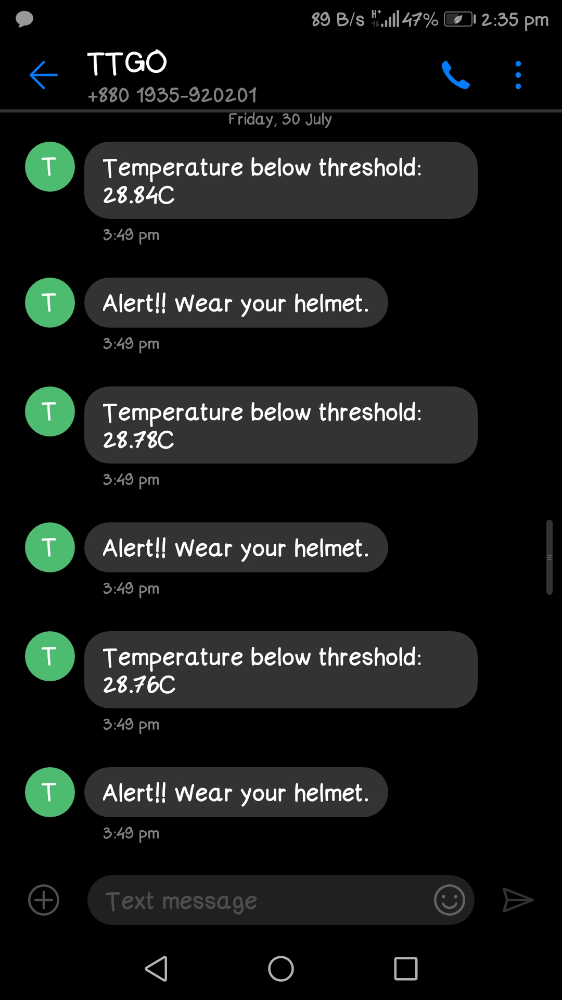 89 B/s H+ 47% 2:35 pm
TTGO
+880 1935-920201
Friday, 30 July
T
Temperature below threshold:
28.84C
3:49 pm
T
Alert!! Wear your helmet.
3:49 pm
T
Temperature below threshold:
28.78C
3:49 pm
T
Alert!! Wear your helmet.
3:49 pm
T
Temperature below threshold:
28.76C
3:49 pm
T
Alert!! Wear your helmet.
3:49 pm
Text message